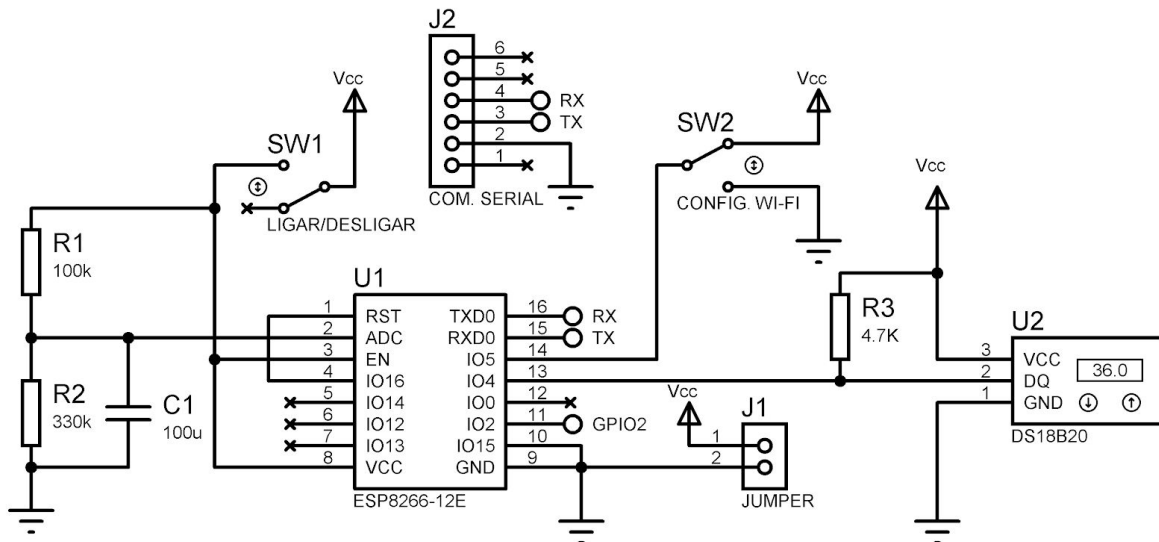 J2
6
5
4 RX
3 TX
2
1
COM. SERIAL
Vcc
SW1
LIGAR/DESLIGAR
Vcc
SW2
CONFIG. WI-FI
Vcc
R1
100k
R2
330k
C1
100u
U1
1 RST TXD0 16 RX
2 ADC RXD0 15 TX
3 EN IO5 14
4 IO16 IO4 13
5 IO14 IO0 12
6 IO12 IO2 11 GPIO2
7 IO13 IO15 10
8 VCC GND 9
ESP8266-12E
R3
4.7K
Vcc
J1
1
2
JUMPER
U2
3 VCC 36.0
2 DQ
1 GND
DS18B20